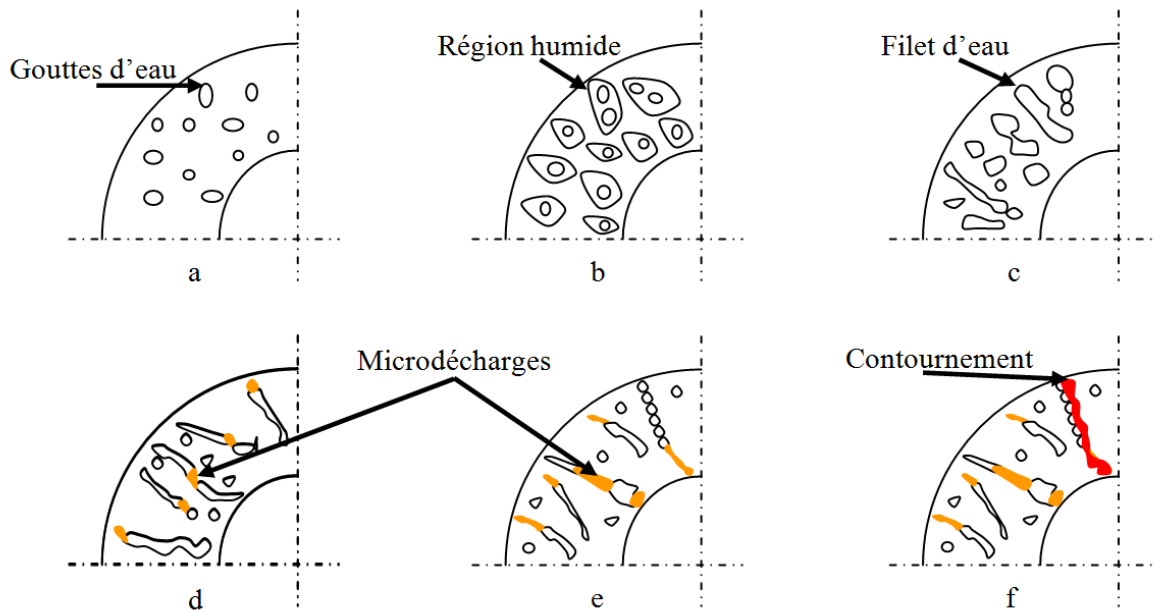 Gouttes d'eau
Région humide
Filet d'eau
a
b
c
Microdécharges
Contournement
d
e
f